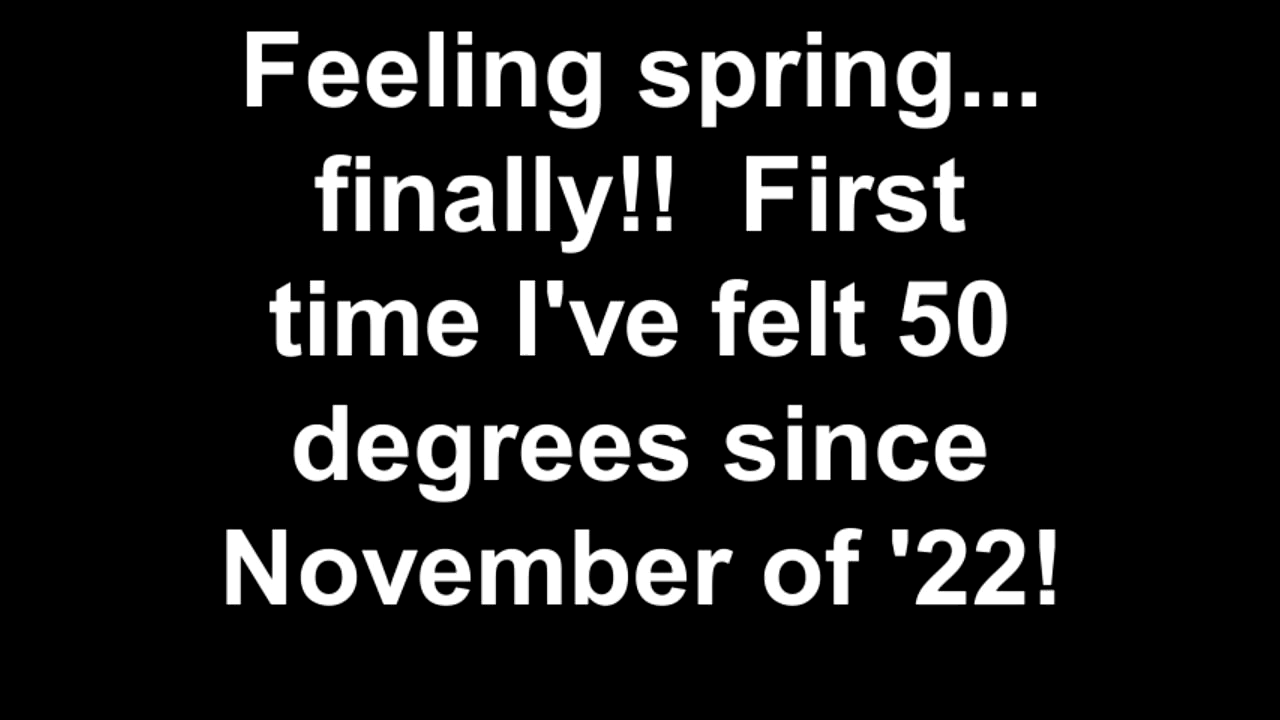 Feeling spring...
finally!!  First
time I've felt 50
degrees since
November of '22!